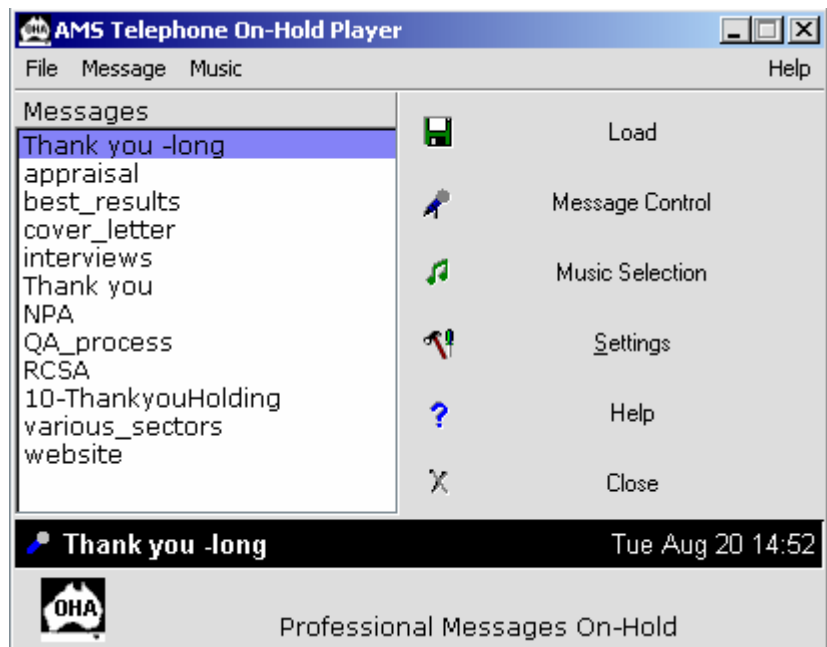 AMS Telephone On-Hold Player
File Message Music Help
Messages
Thank you -long
appraisal
best_results
cover_letter
interviews
Thank you
NPA
QA_process
RCSA
10-ThankyouHolding
various_sectors
website
Load
Message Control
Music Selection
Settings
Help
Close
Thank you -long Tue Aug 20 14:52
OHA
Professional Messages On-Hold